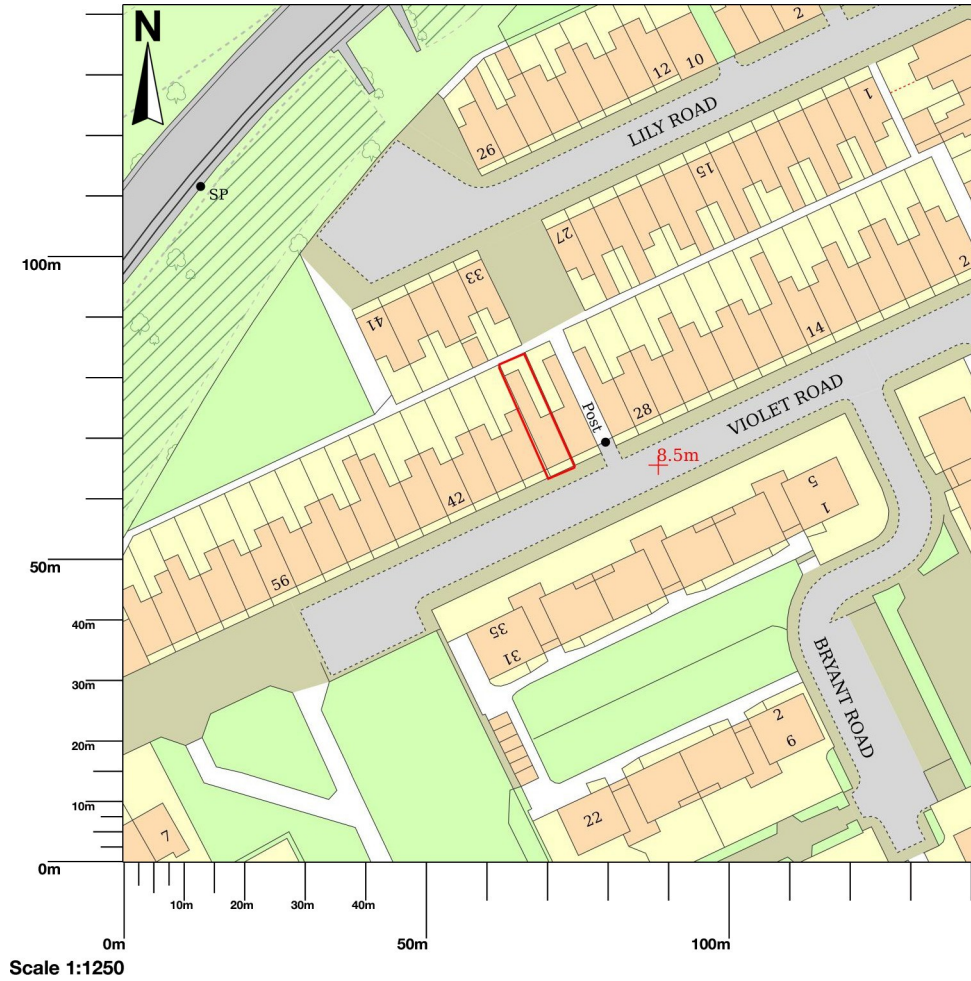 N
2
12
10
26
LILY ROAD
1
15
SP
27
33
41
100m
2
14
VIOLET ROAD
28
Post
8.5m
42
5
1
56
50m
40m
35
31
30m
BRYANT ROAD
20m
2
6
10m
22
7
0m
10m
20m
30m
40m
0m
50m
100m
Scale 1:1250